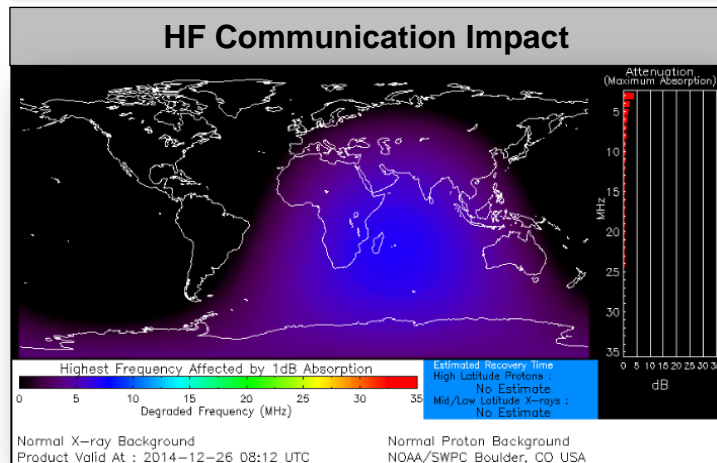 HF Communication Impact
Attenuation
(Maximum Absorption)
5
10
15
20
25
30
35
MHz
0 5 10 15 20 25 30 35
dB
Highest Frequency Affected by 1dB Absorption
0 5 10 15 20 25 30 35
Degraded Frequency (MHz)
Estimated Recovery Time
High Latitude Protons :
No Estimate
Mid/Low Latitude X-rays :
No Estimate
Normal X-ray Background
Product Valid At : 2014-12-26 08:12 UTC
Normal Proton Background
NOAA/SWPC Boulder, CO USA